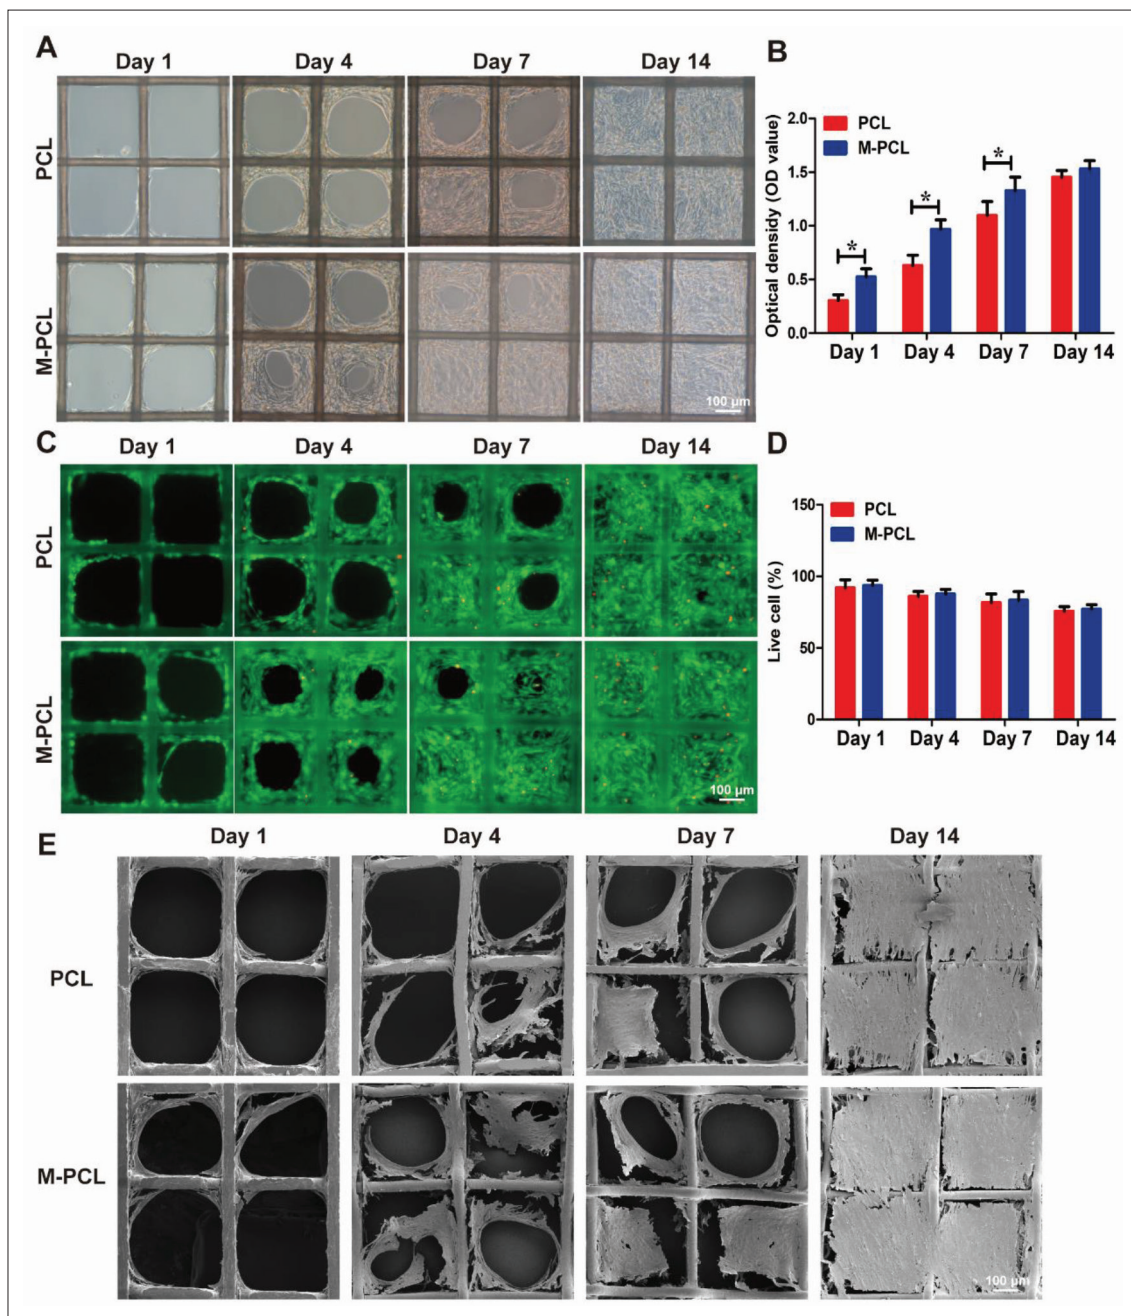 A
Day 1 Day 4 Day 7 Day 14
PCL
M-PCL
100 µm
B
Optical densidy (OD value)
2.0
1.5
1.0
0.5
0.0
PCL
M-PCL
* * *
Day 1 Day 4 Day 7 Day 14
C
Day 1 Day 4 Day 7 Day 14
PCL
M-PCL
100 µm
D
Live cell (%)
150
100
50
0
PCL
M-PCL
Day 1 Day 4 Day 7 Day 14
E
Day 1 Day 4 Day 7 Day 14
PCL
M-PCL
100 µm